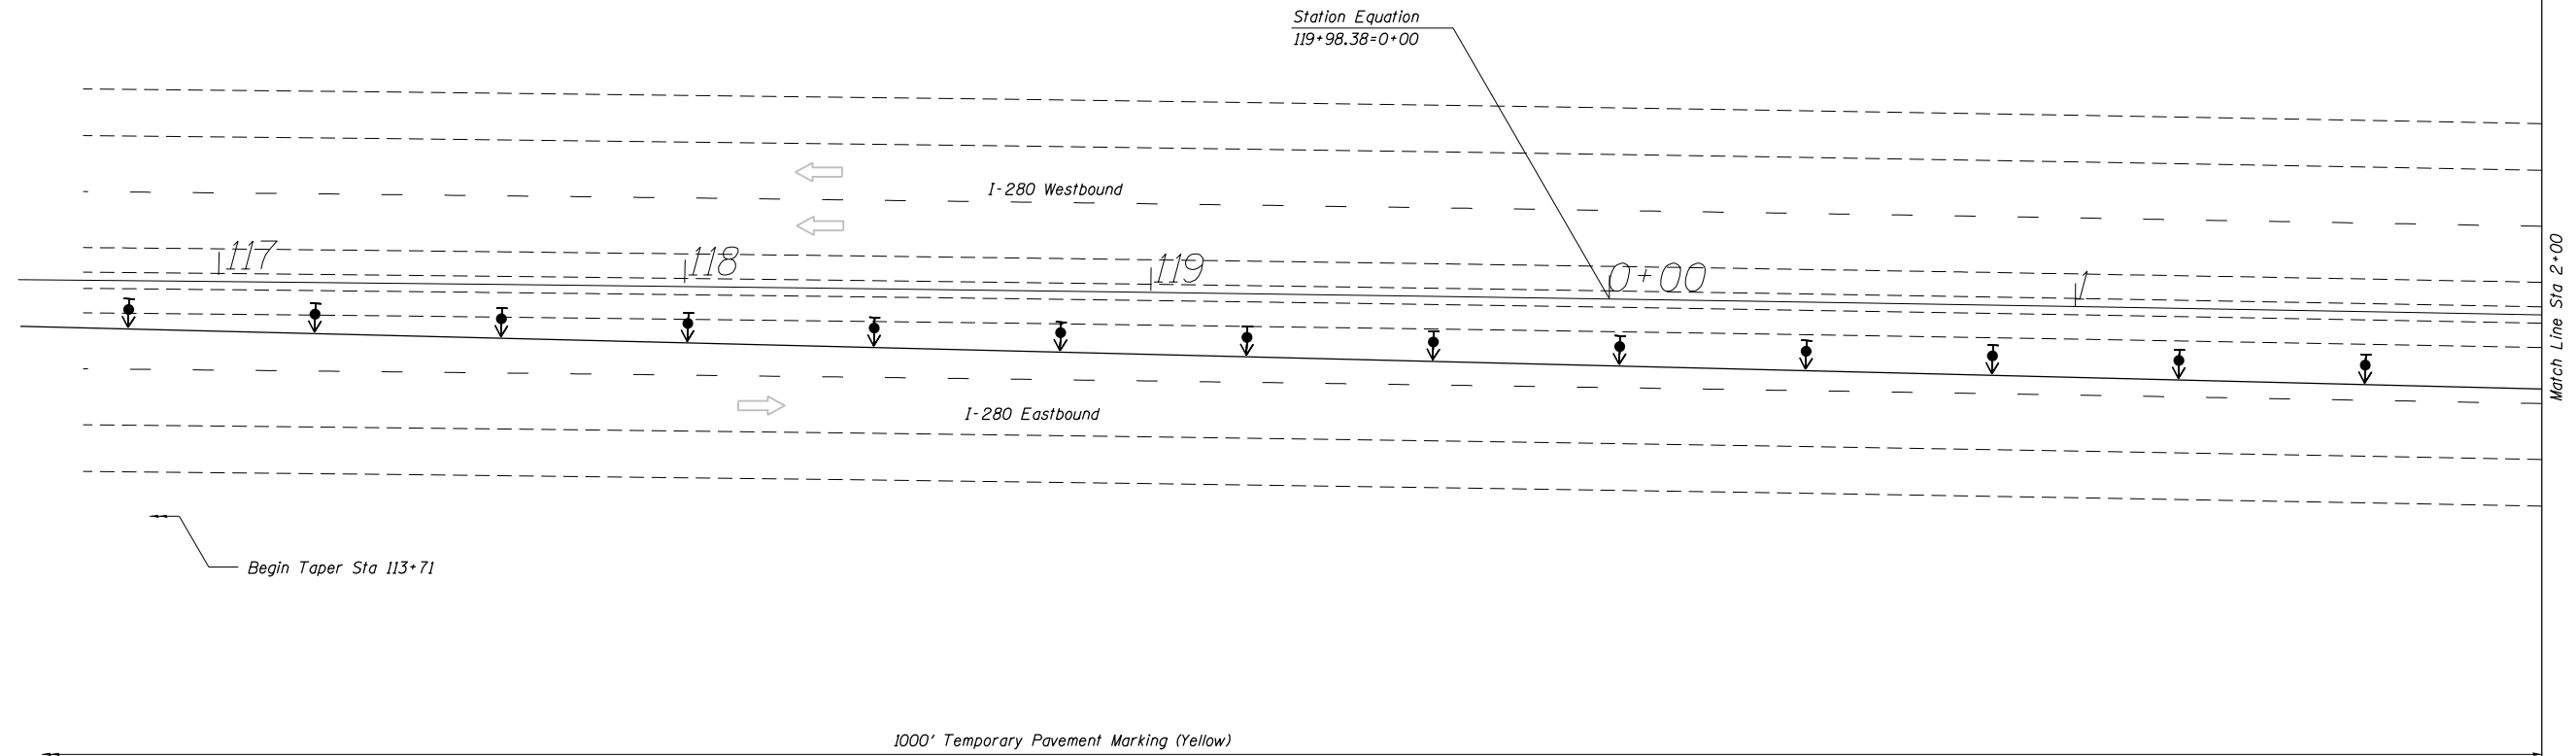 Station Equation
119+98.38=0+00
I-280 Westbound
117
118
119
0+00
1
Match Line Sta 2+00
I-280 Eastbound
Begin Taper Sta 113+71
1000' Temporary Pavement Marking (Yellow)